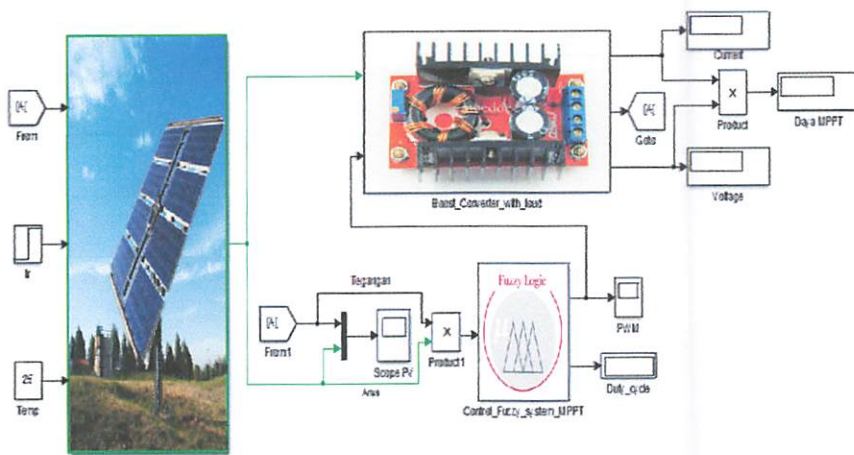 [A]
From
Ir
25
Temp
Boost_Converter_with_load
Current
[A]
Goto
X
Product
Daya MPPT
Voltage
Tegangan
[A]
From1
Scope PV
X
Product1
Arus
Fuzzy Logic
μ
Control_Fuzzy_system_MPPT
PWM
Duty_cycle